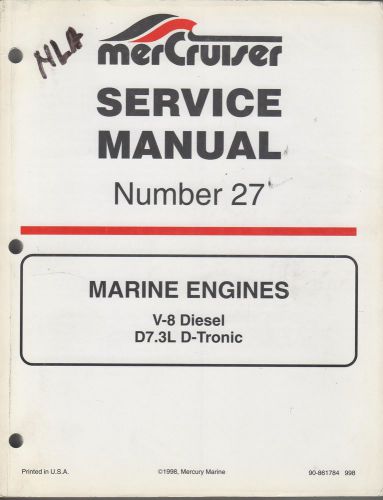 MLA
merCruiser
SERVICE
MANUAL
Number 27
MARINE ENGINES
V-8 Diesel
D7.3L D-Tronic
Printed in U.S.A. ©1998, Mercury Marine 90-861784 998